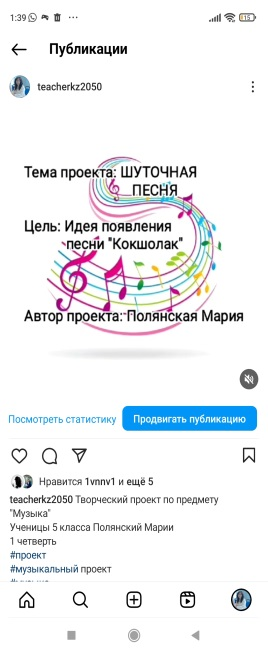 1:39
15
Публикации
teacherkz2050
Тема проекта: ШУТОЧНАЯ
ПЕСНЯ
Цель: Идея появления
песни "Кокшолак"
Автор проекта: Полянская Мария
Посмотреть статистику
Продвигать публикацию
Нравится 1vnnv1 и ещё 5
teacherkz2050 Творческий проект по предмету
"Музыка"
Ученицы 5 класса Полянский Марии
1 четверть
#проект
#музыкальный проект